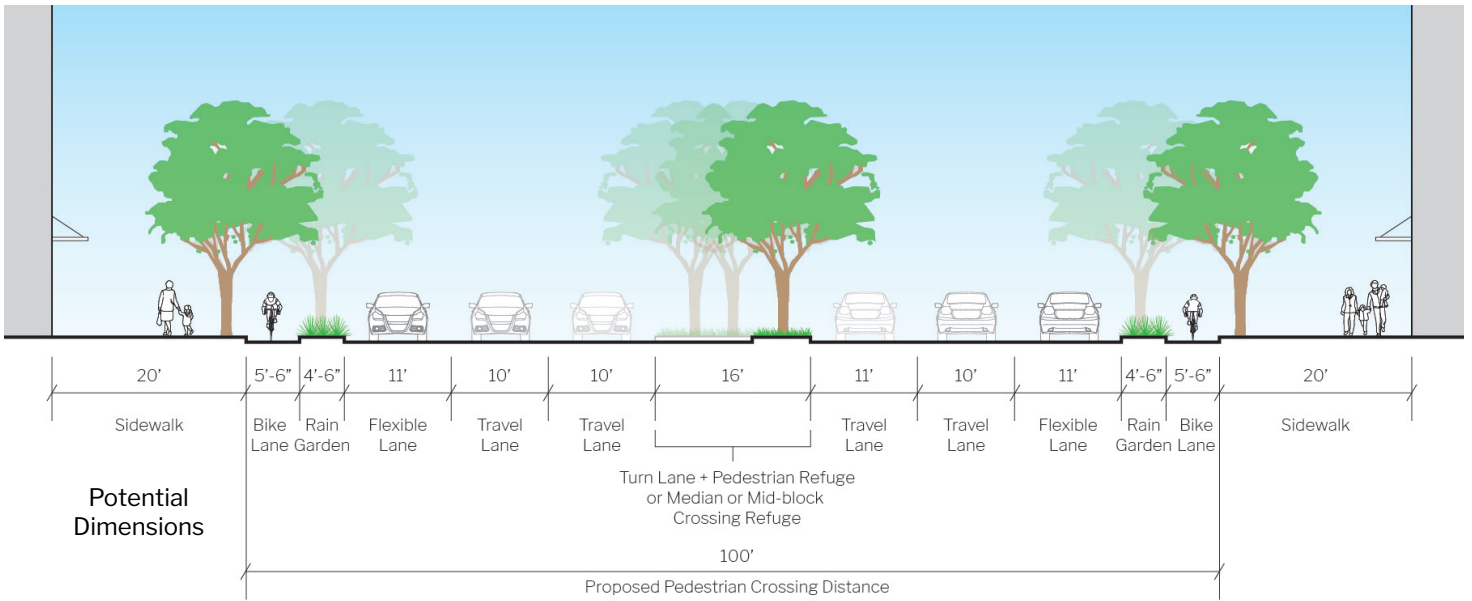 20’ 5’-6” 4’-6” 11’ 10’ 10’ 16’ 11’ 10’ 11’ 4’-6” 5’-6” 20’
Sidewalk
Bike
Lane
Rain
Garden
Flexible
Lane
Travel
Lane
Travel
Lane
Turn Lane + Pedestrian Refuge
or Median or Mid-block
Crossing Refuge
Travel
Lane
Travel
Lane
Flexible
Lane
Rain
Garden
Bike
Lane
Sidewalk
Potential
Dimensions
100’
Proposed Pedestrian Crossing Distance